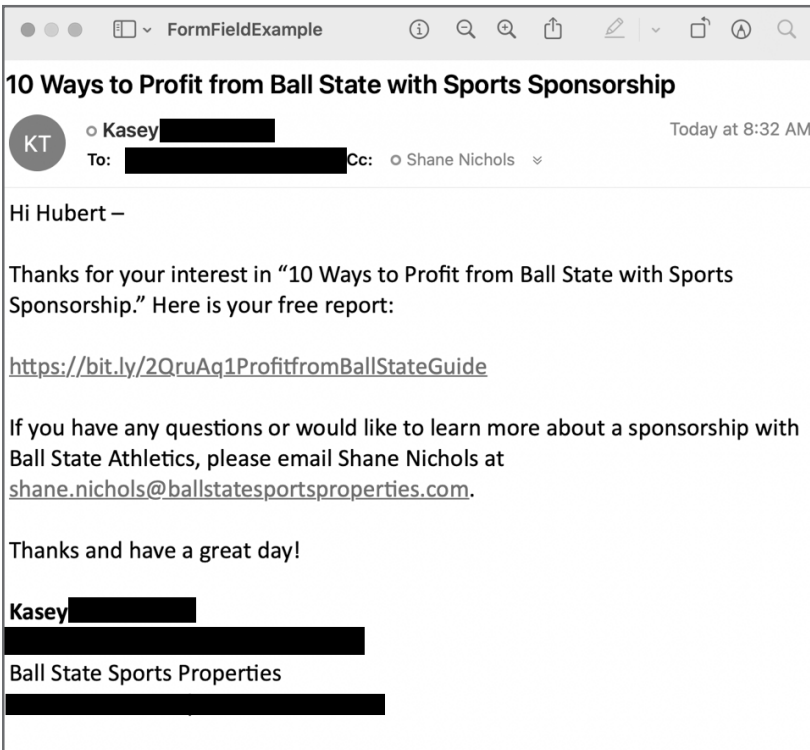 FormFieldExample
10 Ways to Profit from Ball State with Sports Sponsorship
KT
Kasey
Today at 8:32 AM
To: Cc: Shane Nichols
Hi Hubert –
Thanks for your interest in “10 Ways to Profit from Ball State with Sports
Sponsorship.” Here is your free report:
https://bit.ly/2QruAq1ProfitfromBallStateGuide
If you have any questions or would like to learn more about a sponsorship with
Ball State Athletics, please email Shane Nichols at
shane.nichols@ballstatesportsproperties.com.
Thanks and have a great day!
Kasey
Ball State Sports Properties